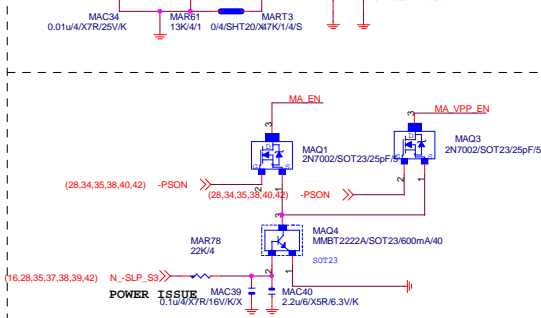 MAC34 MAR61 MART3
0.01u/4/X7R/25V/K 13K/4/1 0/4/SHT20/X47K/1/4/S
MA_EN
MA_VPP_EN
3
3
D
D
MAQ1
2N7002/SOT23/25pF/5
MAQ3
2N7002/SOT23/25pF/5
G S
G S
2 1
2 1
(28,34,35,38,40,42) -PSON
(28,34,35,38,40,42) -PSON
3
MAQ4
MMBT2222A/SOT23/600mA/40
SOT23
2 1
MAR78
22K/4
(16,28,35,37,38,39,42) N_-SLP_S3
POWER ISSUE
MAC39
0.1u/4/X7R/16V/K/X
MAC40
2.2u/6/X5R/6.3V/K